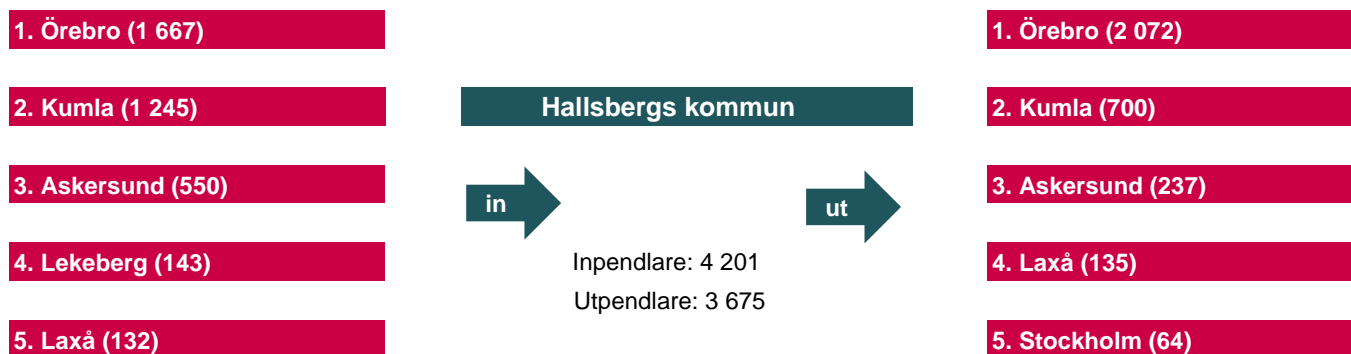 1. Örebro (1 667)
2. Kumla (1 245)
3. Askersund (550)
4. Lekeberg (143)
5. Laxå (132)
Hallsbergs kommun
in
ut
Inpendlare: 4 201
Utpendlare: 3 675
1. Örebro (2 072)
2. Kumla (700)
3. Askersund (237)
4. Laxå (135)
5. Stockholm (64)